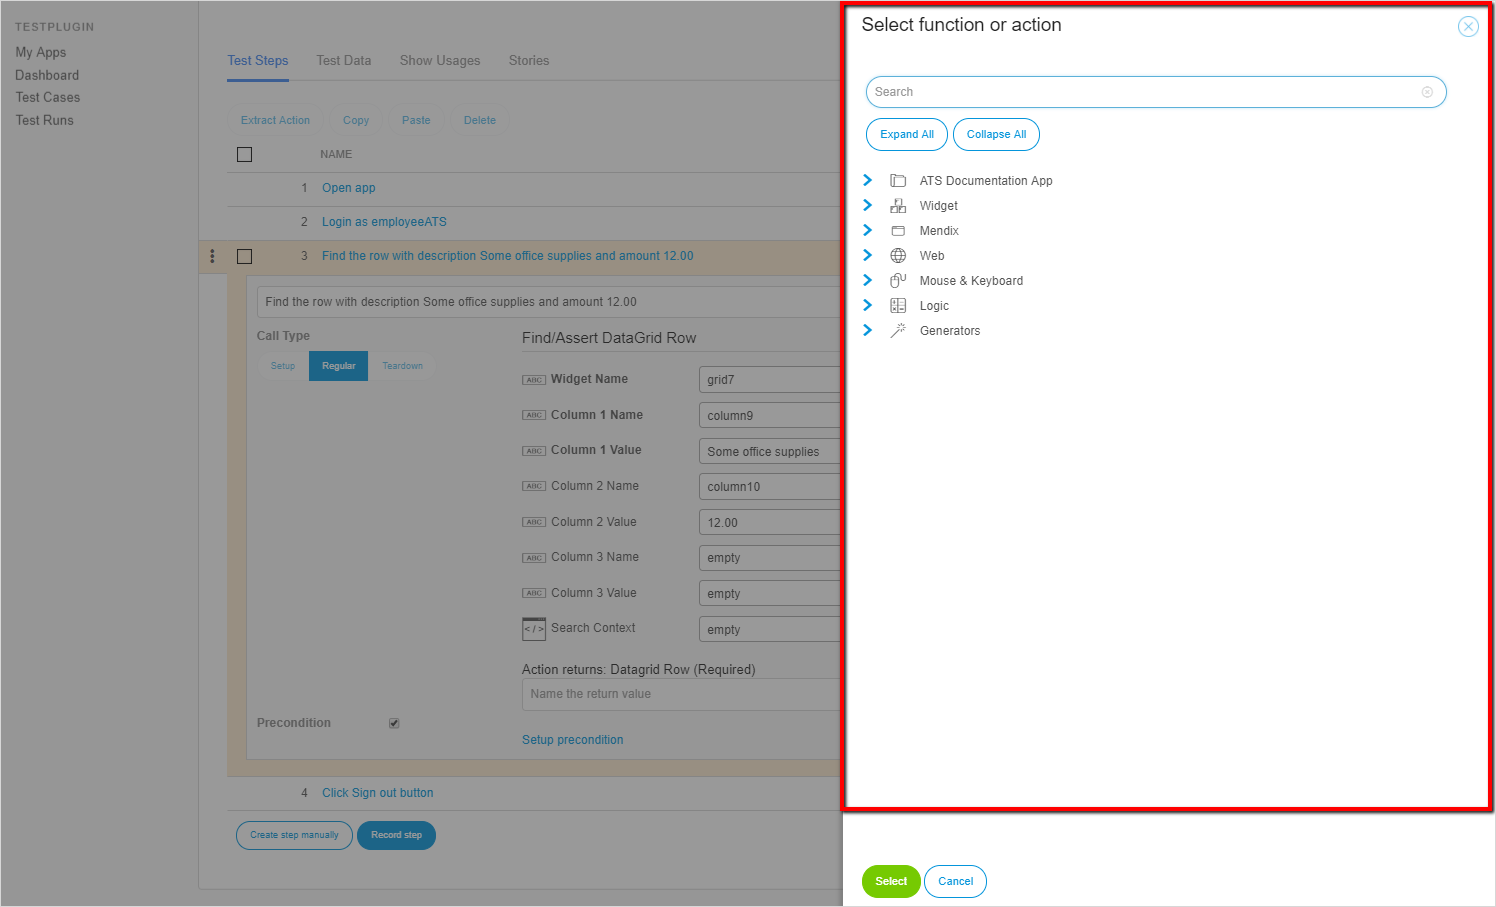 TESTPLUGIN
My Apps
Dashboard
Test Cases
Test Runs
Test Steps Test Data Show Usages Stories
Extract Action Copy Paste Delete
NAME
1 Open app
2 Login as employeeATS
3 Find the row with description Some office supplies and amount 12.00
Find the row with description Some office supplies and amount 12.00
Call Type
Setup Regular Teardown
Find/Assert DataGrid Row
ABC Widget Name grid7
ABC Column 1 Name column9
ABC Column 1 Value Some office supplies
ABC Column 2 Name column10
ABC Column 2 Value 12.00
ABC Column 3 Name empty
ABC Column 3 Value empty
</> Search Context empty
Action returns: Datagrid Row (Required)
Name the return value
Precondition
Setup precondition
4 Click Sign out button
Create step manually Record step
Select function or action
Search
Expand All Collapse All
ATS Documentation App
Widget
Mendix
Web
Mouse & Keyboard
Logic
Generators
Select Cancel